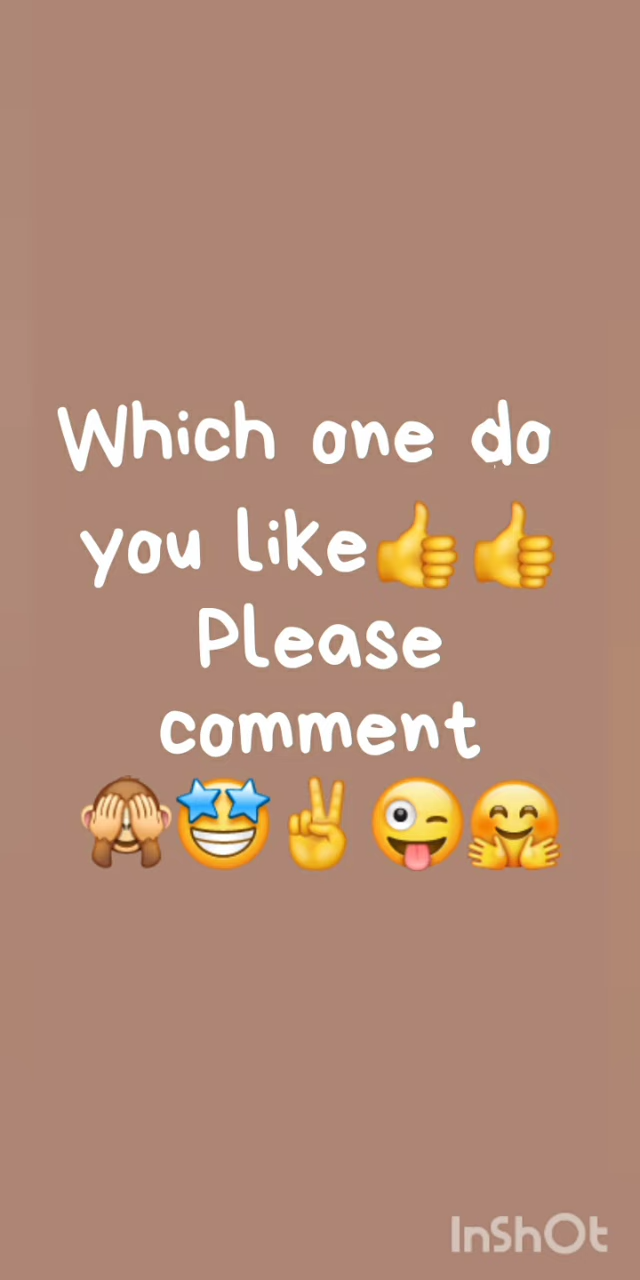 Which one do
you like👍👍
Please
comment
🙈🤩✌️😜🤗
InShOt